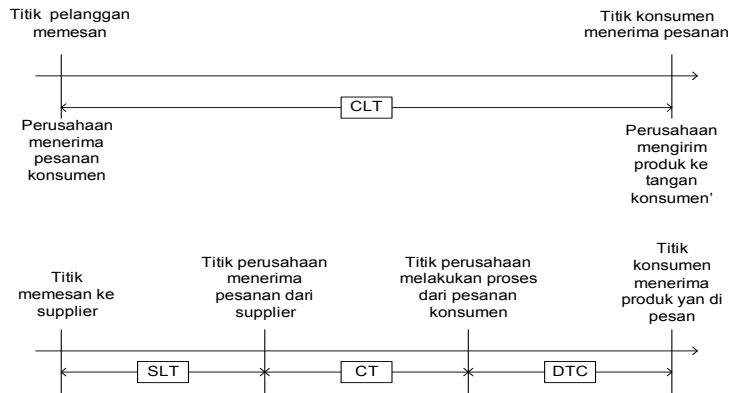 Titik pelanggan
memesan
Titik konsumen
menerima pesanan
CLT
Perusahaan
menerima
pesanan
konsumen
Perusahaan
mengirim
produk ke
tangan
konsumen'
Titik
memesan ke
supplier
Titik perusahaan
menerima
pesanan dari
supplier
Titik perusahaan
melakukan proses
dari pesanan
konsumen
Titik
konsumen
menerima
produk yan di
pesan
SLT
CT
DTC